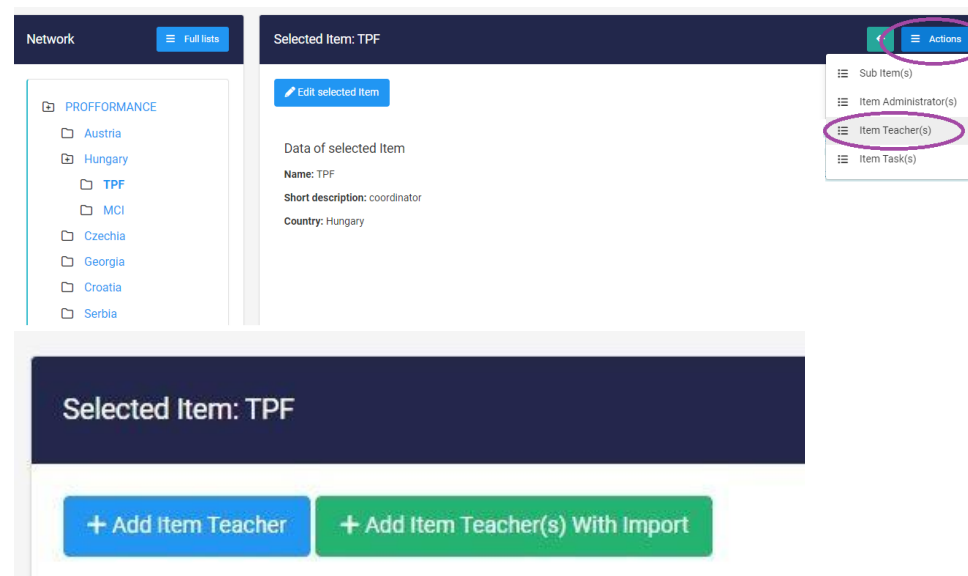 Network
Full lists
PROFFORMANCE
Austria
Hungary
TPF
MCI
Czechia
Georgia
Croatia
Serbia
Selected Item: TPF
Actions
Sub Item(s)
Item Administrator(s)
Item Teacher(s)
Item Task(s)
Edit selected Item
Data of selected Item
Name: TPF
Short description: coordinator
Country: Hungary
Selected Item: TPF
+ Add Item Teacher
+ Add Item Teacher(s) With Import